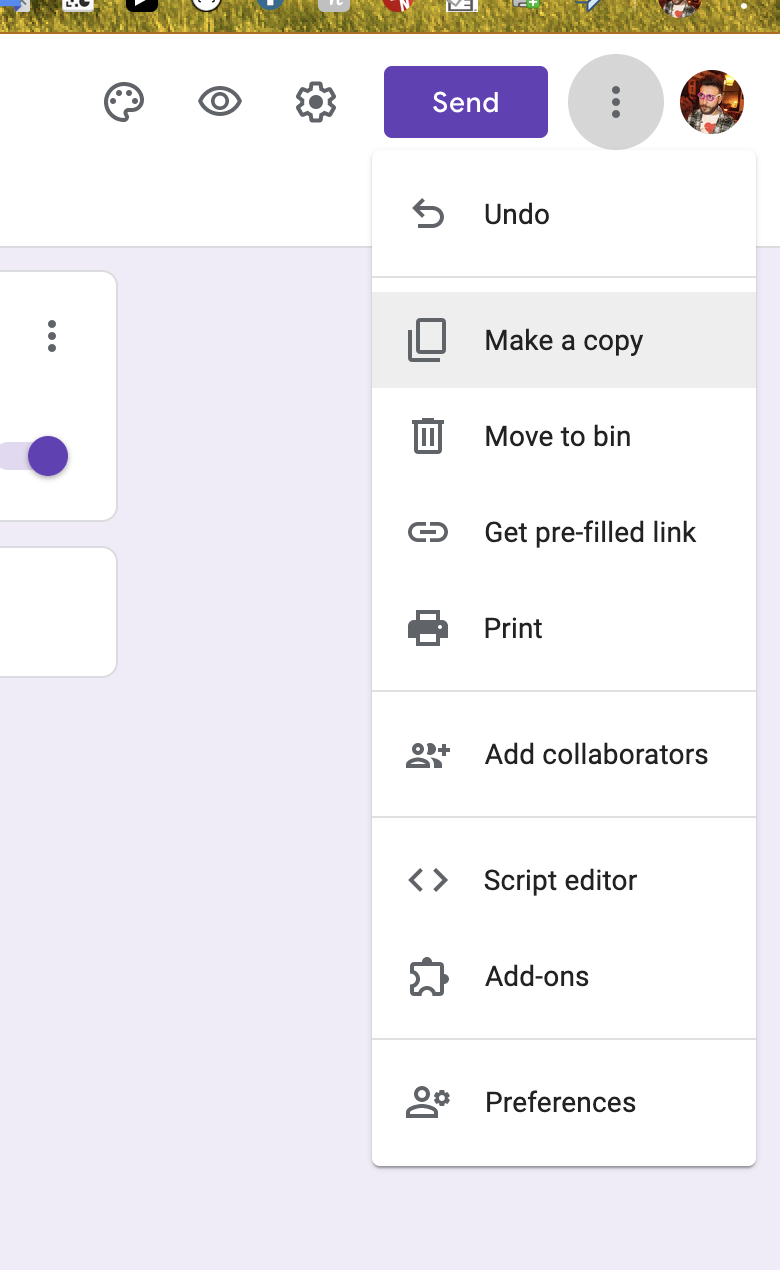 Send
Undo
Make a copy
Move to bin
Get pre-filled link
Print
Add collaborators
Script editor
Add-ons
Preferences